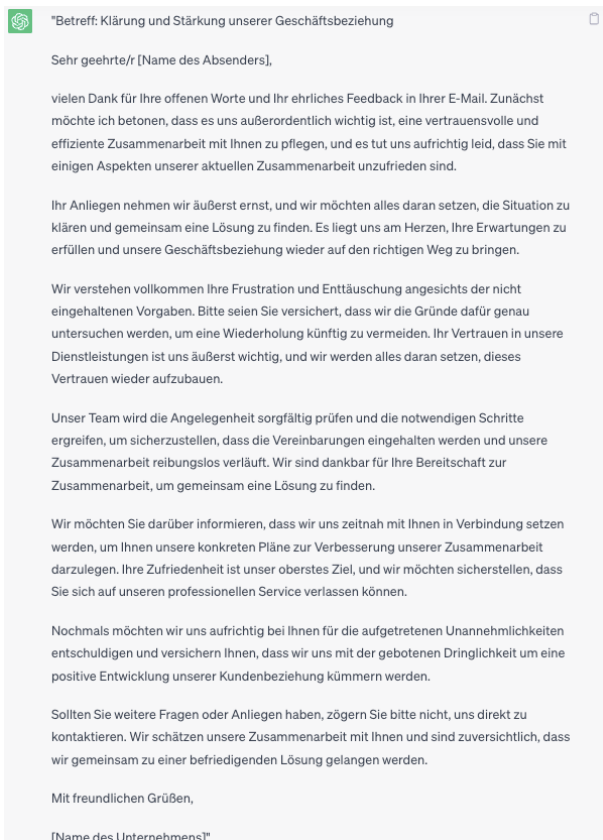 "Betreff: Klärung und Stärkung unserer Geschäftsbeziehung
Sehr geehrte/r [Name des Absenders],
vielen Dank für Ihre offenen Worte und Ihr ehrliches Feedback in Ihrer E-Mail. Zunächst
möchte ich betonen, dass es uns außerordentlich wichtig ist, eine vertrauensvolle und
effiziente Zusammenarbeit mit Ihnen zu pflegen, und es tut uns aufrichtig leid, dass Sie mit
einigen Aspekten unserer aktuellen Zusammenarbeit unzufrieden sind.
Ihr Anliegen nehmen wir äußerst ernst, und wir möchten alles daran setzen, die Situation zu
klären und gemeinsam eine Lösung zu finden. Es liegt uns am Herzen, Ihre Erwartungen zu
erfüllen und unsere Geschäftsbeziehung wieder auf den richtigen Weg zu bringen.
Wir verstehen vollkommen Ihre Frustration und Enttäuschung angesichts der nicht
eingehaltenen Vorgaben. Bitte seien Sie versichert, dass wir die Gründe dafür genau
untersuchen werden, um eine Wiederholung künftig zu vermeiden. Ihr Vertrauen in unsere
Dienstleistungen ist uns äußerst wichtig, und wir werden alles daran setzen, dieses
Vertrauen wieder aufzubauen.
Unser Team wird die Angelegenheit sorgfältig prüfen und die notwendigen Schritte
ergreifen, um sicherzustellen, dass die Vereinbarungen eingehalten werden und unsere
Zusammenarbeit reibungslos verläuft. Wir sind dankbar für Ihre Bereitschaft zur
Zusammenarbeit, um gemeinsam eine Lösung zu finden.
Wir möchten Sie darüber informieren, dass wir uns zeitnah mit Ihnen in Verbindung setzen
werden, um Ihnen unsere konkreten Pläne zur Verbesserung unserer Zusammenarbeit
darzulegen. Ihre Zufriedenheit ist unser oberstes Ziel, und wir möchten sicherstellen, dass
Sie sich auf unseren professionellen Service verlassen können.
Nochmals möchten wir uns aufrichtig bei Ihnen für die aufgetretenen Unannehmlichkeiten
entschuldigen und versichern Ihnen, dass wir uns mit der gebotenen Dringlichkeit um eine
positive Entwicklung unserer Kundenbeziehung kümmern werden.
Sollten Sie weitere Fragen oder Anliegen haben, zögern Sie bitte nicht, uns direkt zu
kontaktieren. Wir schätzen unsere Zusammenarbeit mit Ihnen und sind zuversichtlich, dass
wir gemeinsam zu einer befriedigenden Lösung gelangen werden.
Mit freundlichen Grüßen,
[Name des Unternehmens]"